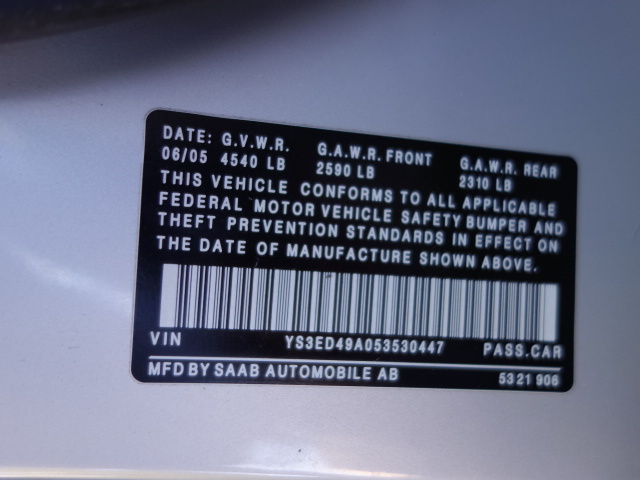 DATE: G.V.W.R. G.A.W.R. FRONT G.A.W.R. REAR
06/05 4540 LB 2590 LB 2310 LB
THIS VEHICLE CONFORMS TO ALL APPLICABLE
FEDERAL MOTOR VEHICLE SAFETY BUMPER AND
THEFT PREVENTION STANDARDS IN EFFECT ON
THE DATE OF MANUFACTURE SHOWN ABOVE.
VIN YS3ED49A053530447 PASS.CAR
MFD BY SAAB AUTOMOBILE AB 5321 906